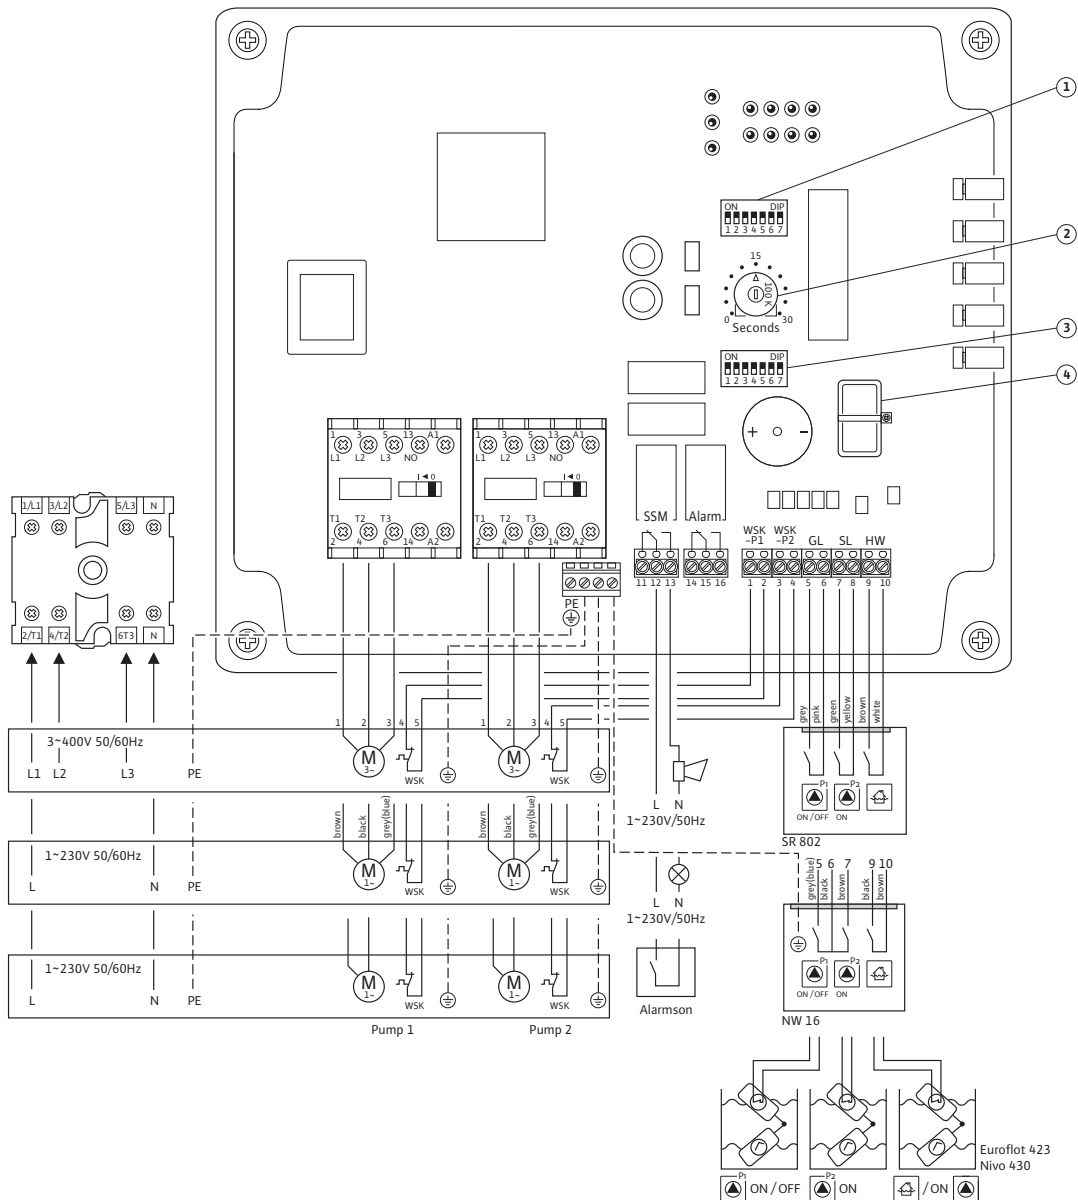 1
ON DIP
1 2 3 4 5 6 7
2
15
100 K
0 30
Seconds
3
ON DIP
1 2 3 4 5 6 7
4
+ -
1 3 5 13 A1
L1 L2 L3 NO
I ◄ 0
T1 T2 T3
2 4 6 14 A2
1 3 5 13 A1
L1 L2 L3 NO
I ◄ 0
T1 T2 T3
2 4 6 14 A2
1/L1 3/L2 5/L3 N
2/T1 4/T2 6T3 N
SSM Alarm
11 12 13 14 15 16
WSK -P1 WSK -P2 GL SL HW
1 2 3 4 5 6 7 8 9 10
PE
grey pink green yellow brown white
1 2 3 4 5 1 2 3 4 5
3~400V 50/60Hz
L1 L2 L3 PE
M 3~ WSK M 3~ WSK
L N
1~230V/50Hz
P1 P2
ON/OFF ON
SR 802
brown black grey(blue) brown black grey(blue)
1~230V 50/60Hz
L N PE
M 1~ WSK M 1~ WSK
L N
1~230V/50Hz
5 6 7 9 10
grey(blue) black brown black brown
P1 P2
ON/OFF ON
NW 16
1~230V 50/60Hz
L N PE
M 1~ WSK M 1~ WSK
Alarmson
Pump 1 Pump 2
Euroflot 423
Nivo 430
P1 ON/OFF P2 ON /ON